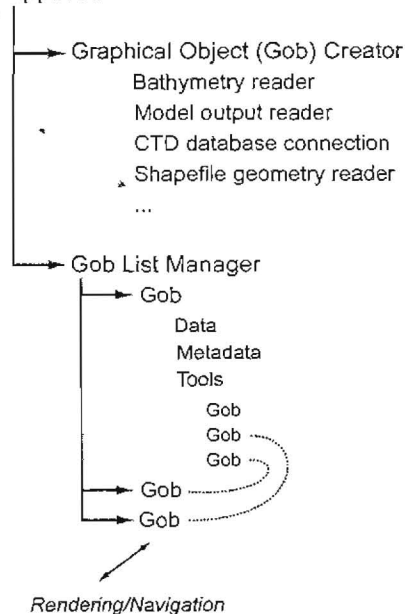 Graphical Object (Gob) Creator
Bathymetry reader
Model output reader
CTD database connection
Shapefile geometry reader
...
Gob List Manager
Gob
Data
Metadata
Tools
Gob
Gob
Gob
Gob
Gob
Rendering/Navigation